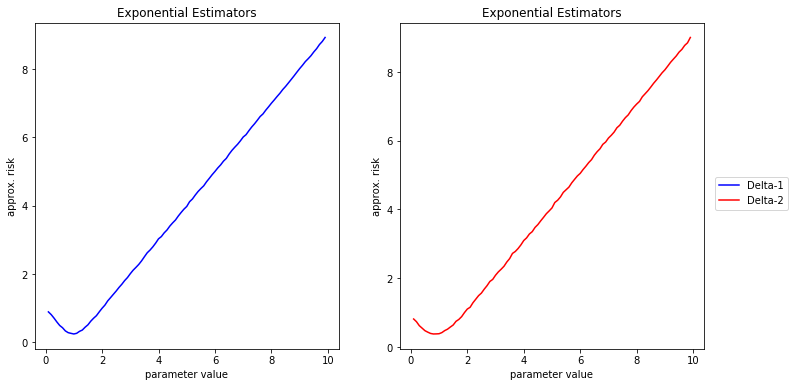 Exponential Estimators
approx. risk
8
6
4
2
0
0
2
4
6
8
10
parameter value
Exponential Estimators
approx. risk
8
6
4
2
0
0
2
4
6
8
10
parameter value
Delta-1
Delta-2